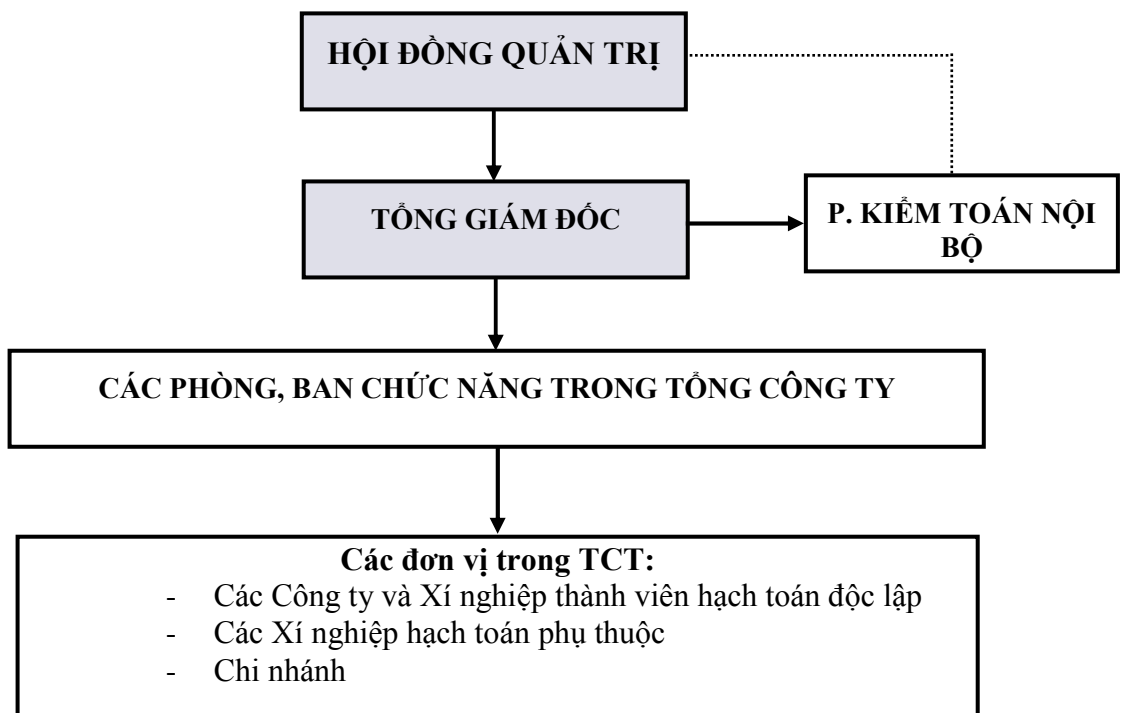 HỘI ĐỒNG QUẢN TRỊ
TỔNG GIÁM ĐỐC
P. KIỂM TOÁN NỘI
BỘ
CÁC PHÒNG, BAN CHỨC NĂNG TRONG TỔNG CÔNG TY
Các đơn vị trong TCT:
- Các Công ty và Xí nghiệp thành viên hạch toán độc lập
- Các Xí nghiệp hạch toán phụ thuộc
- Chi nhánh